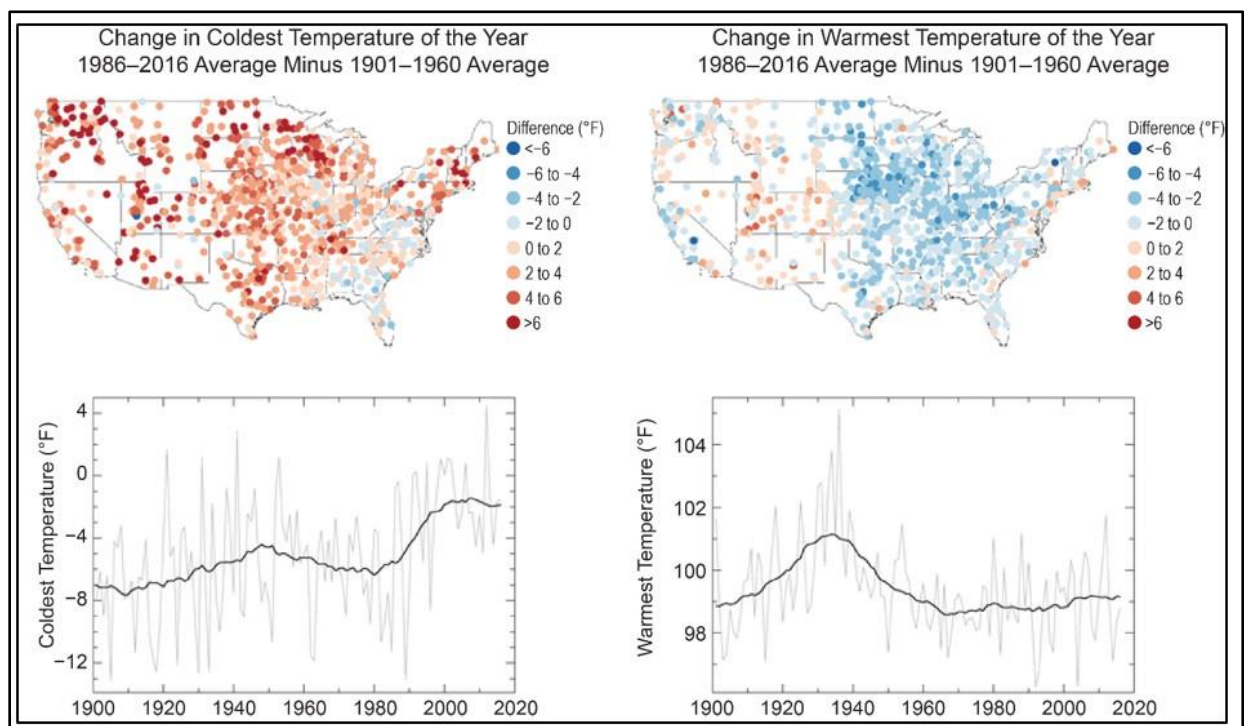 Change in Coldest Temperature of the Year
1986–2016 Average Minus 1901–1960 Average
Difference (°F)
<-6
−6 to −4
−4 to −2
−2 to 0
0 to 2
2 to 4
4 to 6
>6
Change in Warmest Temperature of the Year
1986–2016 Average Minus 1901–1960 Average
Difference (°F)
<-6
−6 to −4
−4 to −2
−2 to 0
0 to 2
2 to 4
4 to 6
>6
Coldest Temperature (°F)
4
0
−4
−8
−12
1900 1920 1940 1960 1980 2000 2020
Warmest Temperature (°F)
104
102
100
98
1900 1920 1940 1960 1980 2000 2020